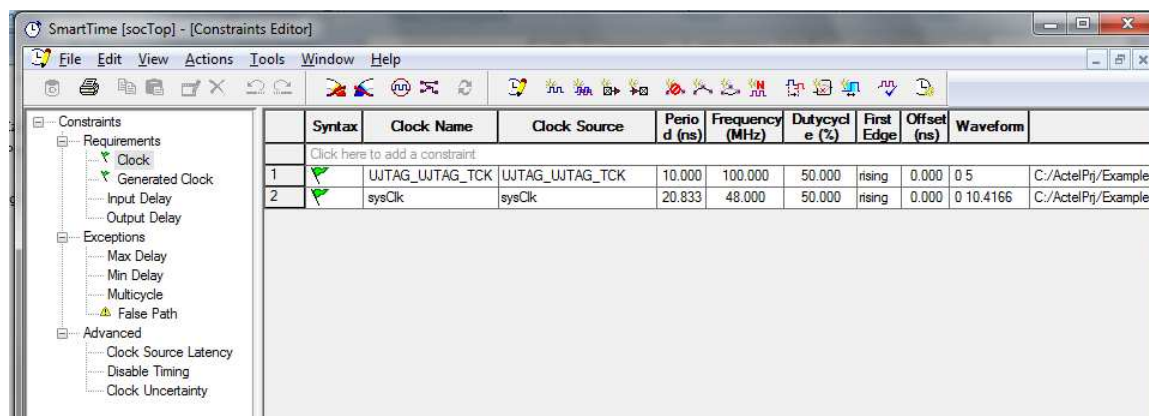 SmartTime [socTop] - [Constraints Editor]
File Edit View Actions Tools Window Help
Constraints
Requirements
Clock
Generated Clock
Input Delay
Output Delay
Exceptions
Max Delay
Min Delay
Multicycle
False Path
Advanced
Clock Source Latency
Disable Timing
Clock Uncertainty
Syntax Clock Name Clock Source Perio d (ns) Frequency (MHz) Dutycycl e (%) First Edge Offset (ns) Waveform
Click here to add a constraint
1 UJTAG_UJTAG_TCK UJTAG_UJTAG_TCK 10.000 100.000 50.000 rising 0.000 0 5 C:/ActelPrj/Example
2 sysClk sysClk 20.833 48.000 50.000 rising 0.000 0 10.4166 C:/ActelPrj/Example